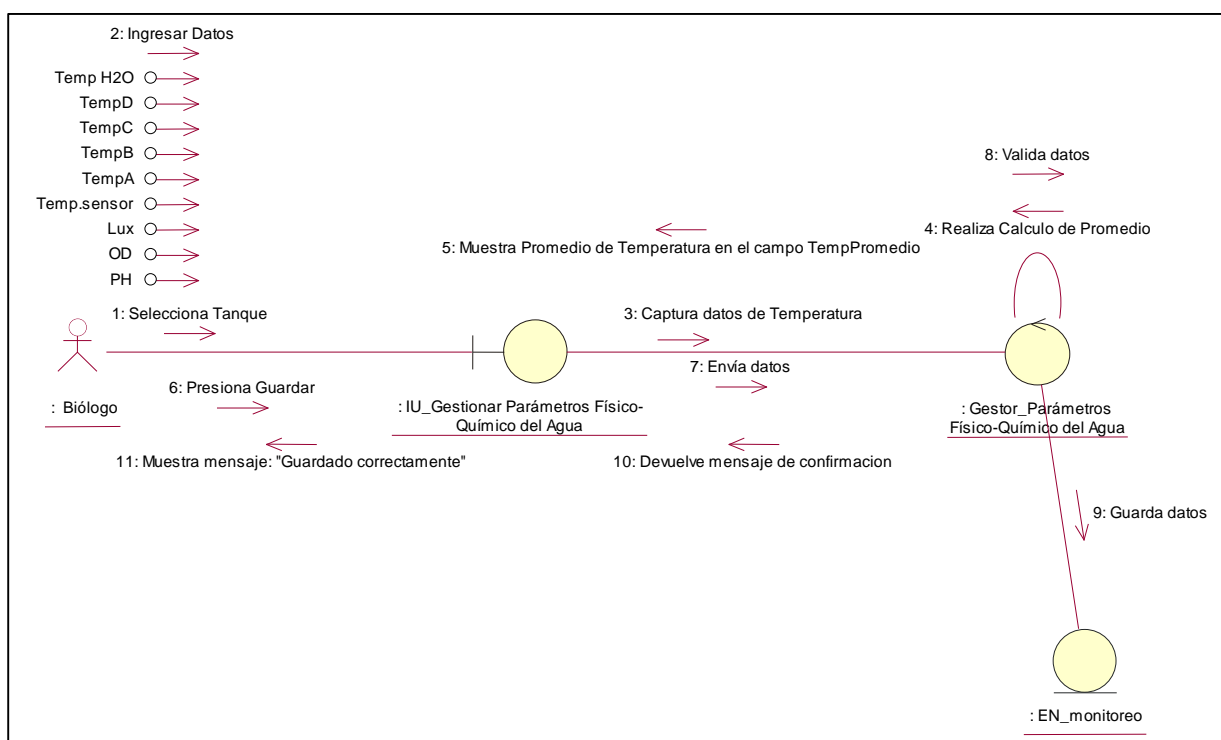 2: Ingresar Datos
Temp H2O
TempD
TempC
TempB
TempA
Temp.sensor
Lux
OD
PH
8: Valida datos
4: Realiza Calculo de Promedio
5: Muestra Promedio de Temperatura en el campo TempPromedio
1: Selecciona Tanque
3: Captura datos de Temperatura
7: Envía datos
6: Presiona Guardar
: Biólogo
: IU_Gestionar Parámetros Físico-
Químico del Agua
: Gestor_Parámetros
Físico-Químico del Agua
11: Muestra mensaje: "Guardado correctamente"
10: Devuelve mensaje de confirmacion
9: Guarda datos
: EN_monitoreo